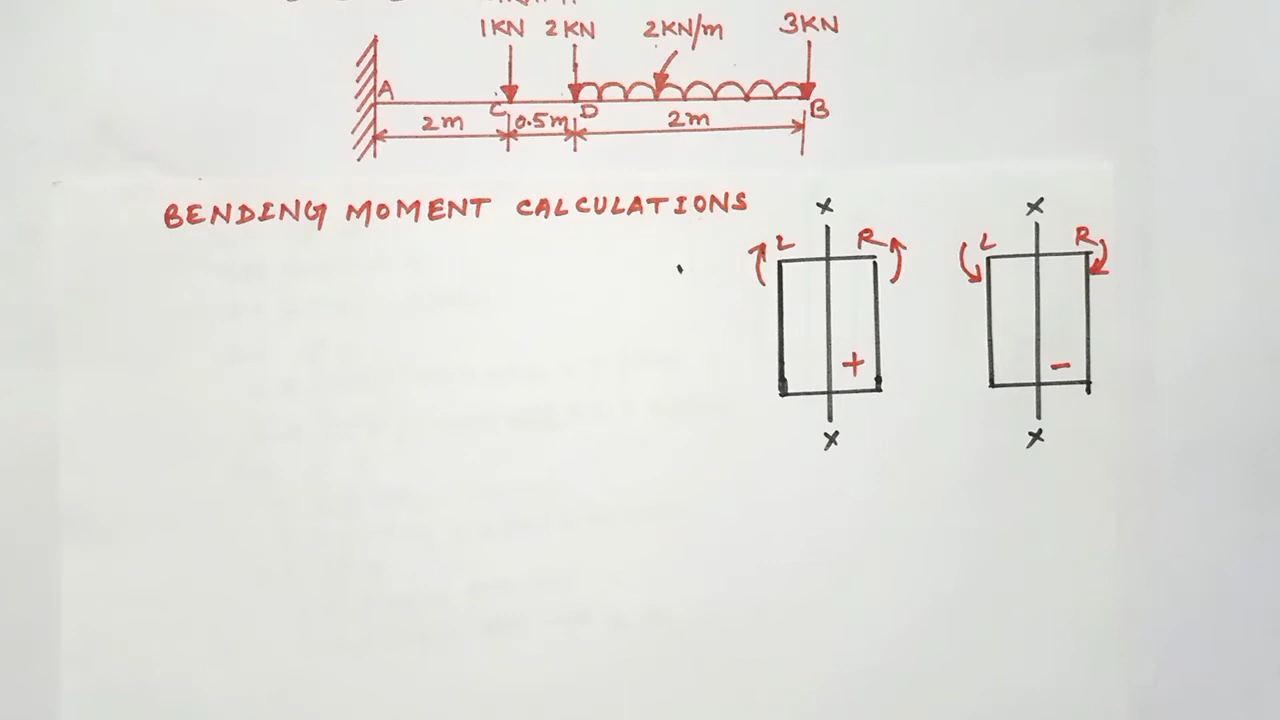 1KN 2KN 2KN/m 3KN
A C D B
2m 0.5m 2m
BENDING MOMENT CALCULATIONS
X X
L R L R
+ -
X X